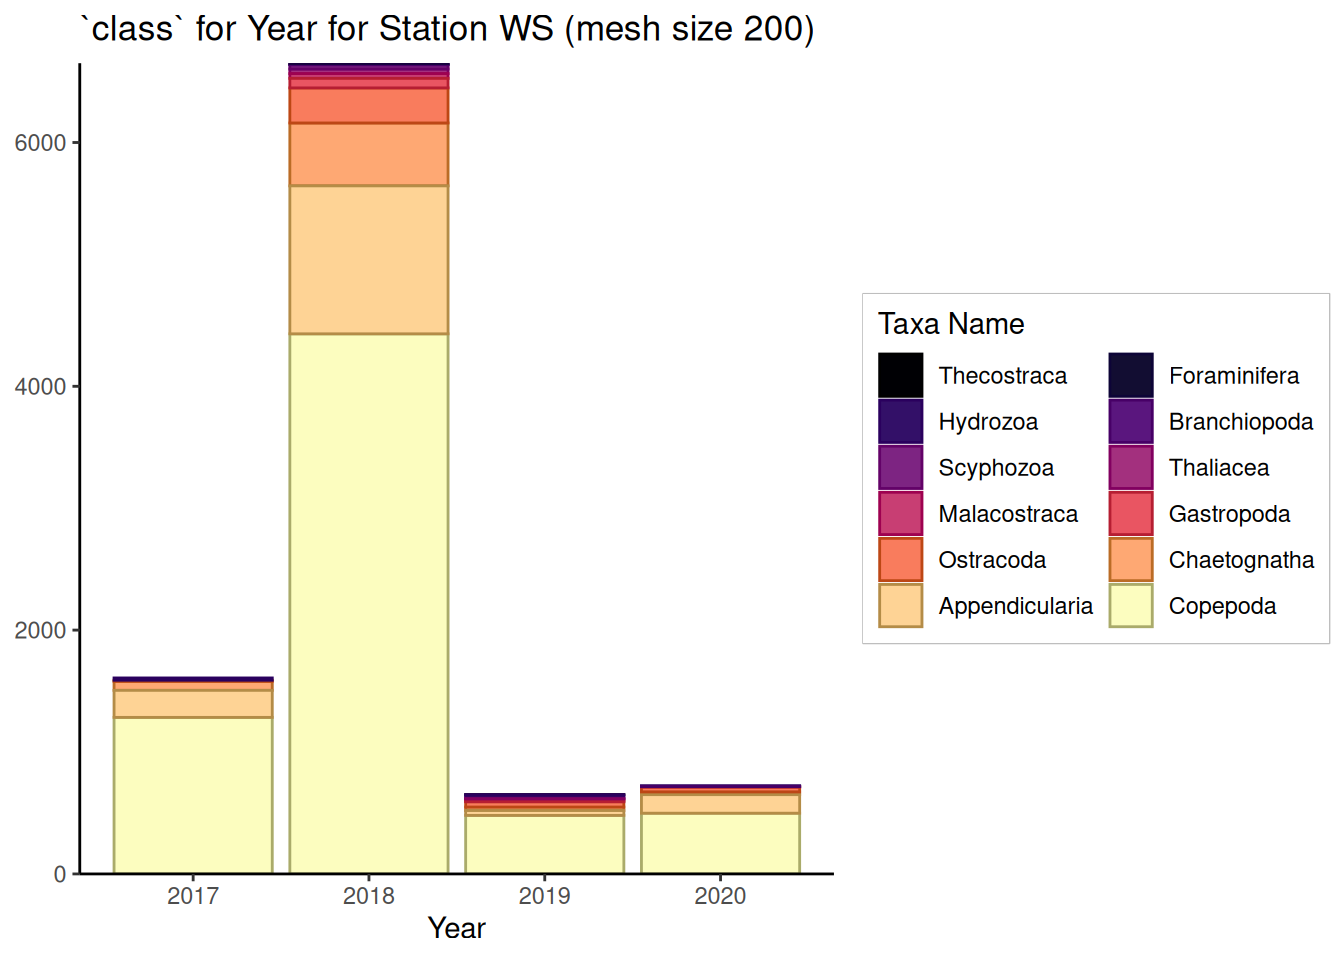 `class` for Year for Station WS (mesh size 200)
6000
4000
2000
0
2017 2018 2019 2020
Year
Taxa Name
Thecostraca Foraminifera
Hydrozoa Branchiopoda
Scyphozoa Thaliacea
Malacostraca Gastropoda
Ostracoda Chaetognatha
Appendicularia Copepoda